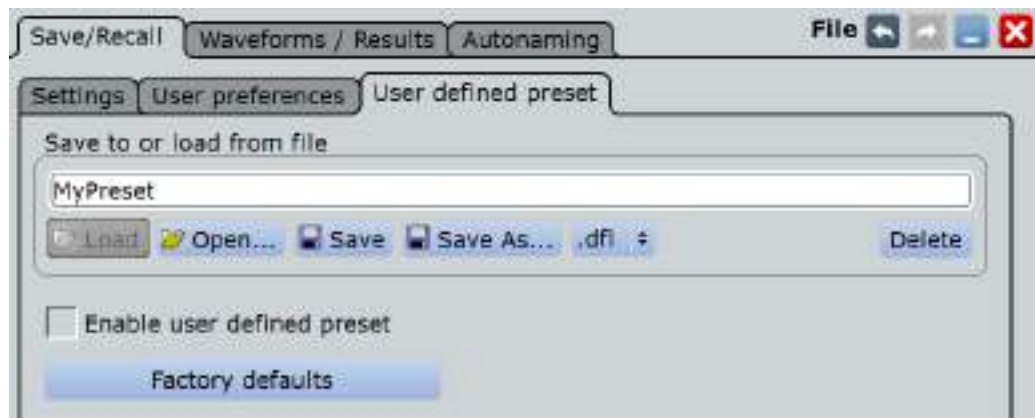 Save/Recall Waveforms / Results Autonaming File
Settings User preferences User defined preset
Save to or load from file
MyPreset
Load Open... Save Save As... .dfl Delete
Enable user defined preset
Factory defaults